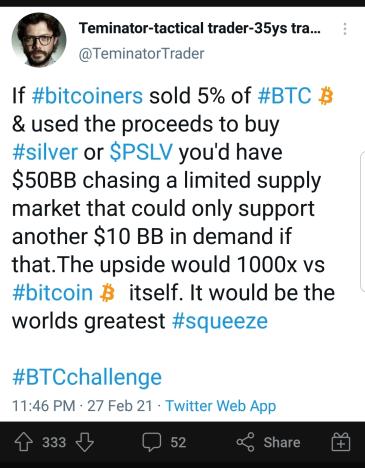 Teminator-tactical trader-35ys tra...
@TeminatorTrader
If #bitcoiners sold 5% of #BTC
& used the proceeds to buy
#silver or $PSLV you'd have
$50BB chasing a limited supply
market that could only support
another $10 BB in demand if
that.The upside would 1000x vs
#bitcoin itself. It would be the
worlds greatest #squeeze
#BTCchallenge
11:46 PM · 27 Feb 21 · Twitter Web App
333 52 Share